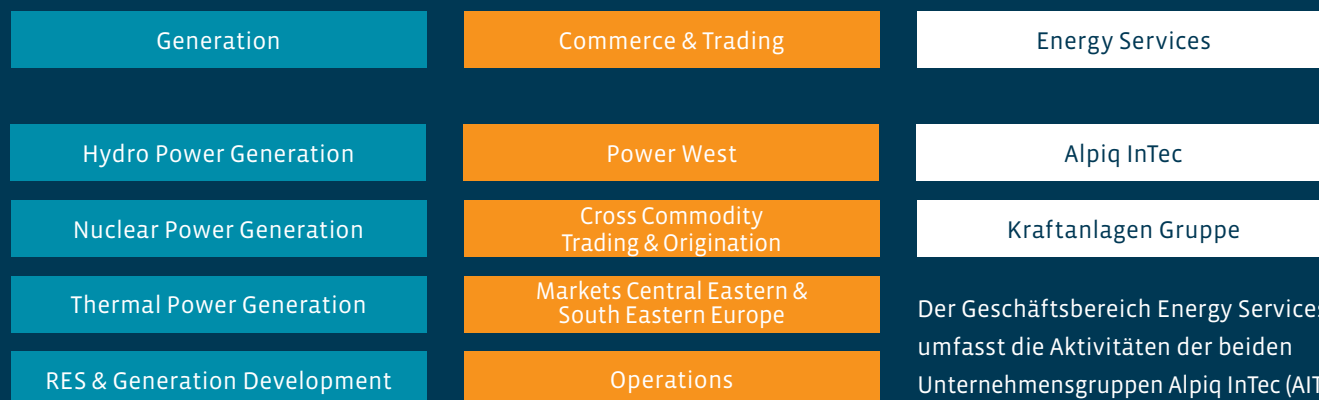 Generation
Commerce & Trading
Energy Services
Hydro Power Generation
Power West
Alpiq InTec
Nuclear Power Generation
Cross Commodity
Trading & Origination
Kraftanlagen Gruppe
Thermal Power Generation
Markets Central Eastern &
South Eastern Europe
RES & Generation Development
Operations
Der Geschäftsbereich Energy Services
umfasst die Aktivitäten der beiden
Unternehmensgruppen Alpiq InTec (AIT